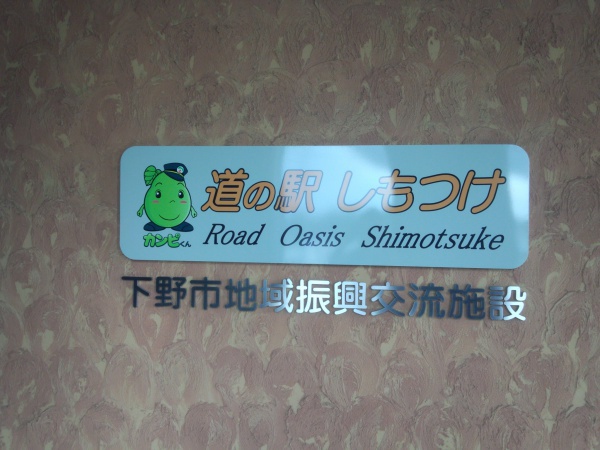 道の駅 しもつけ
カンピくん
Road Oasis Shimotsuke
下野市地域振興交流施設